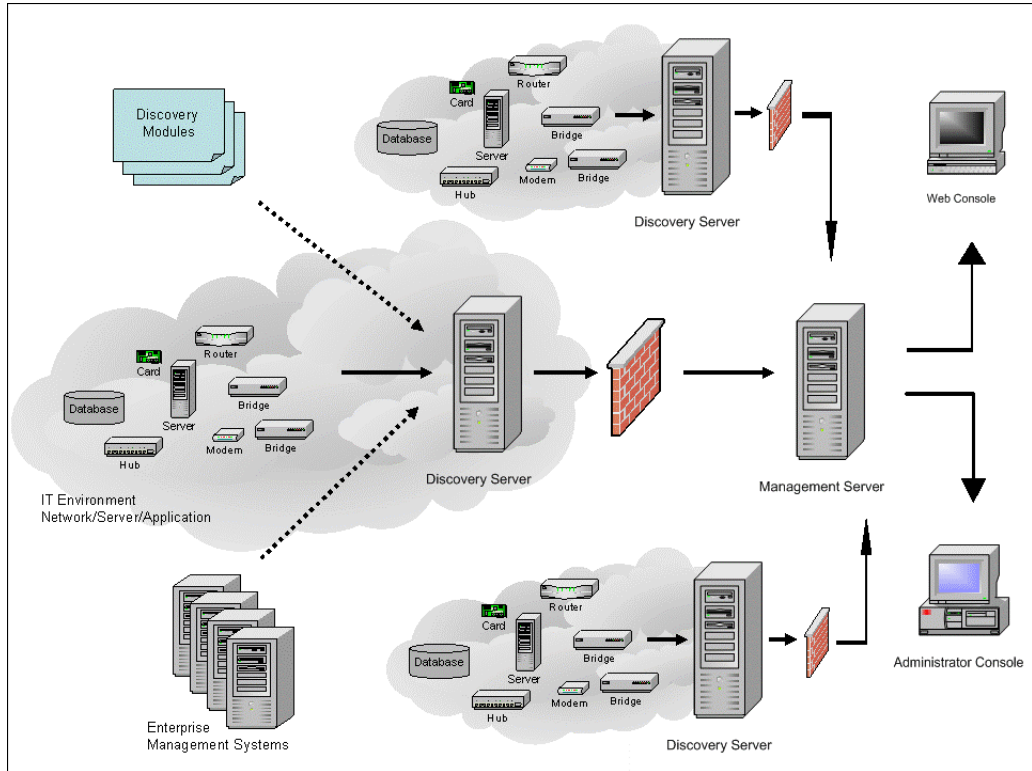 Discovery
Modules
Router
Card
Database
Server
Bridge
Hub
Modem
Bridge
Discovery Server
Web Console
Router
Card
Database
Server
Bridge
Hub
Modem
Bridge
IT Environment
Network/Server/Application
Discovery Server
Management Server
Router
Card
Database
Server
Bridge
Hub
Modem
Bridge
Discovery Server
Administrator Console
Enterprise
Management Systems